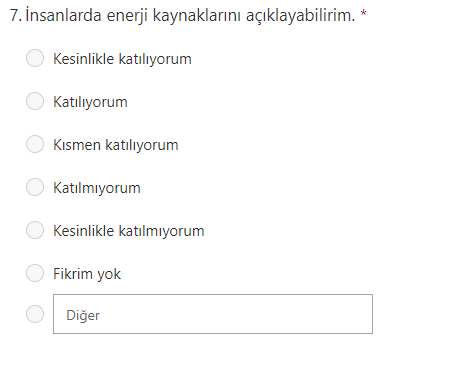 7. İnsanlarda enerji kaynaklarını açıklayabilirim. *
Kesinlikle katılıyorum
Katılıyorum
Kısmen katılıyorum
Katılmıyorum
Kesinlikle katılmıyorum
Fikrim yok
Diğer